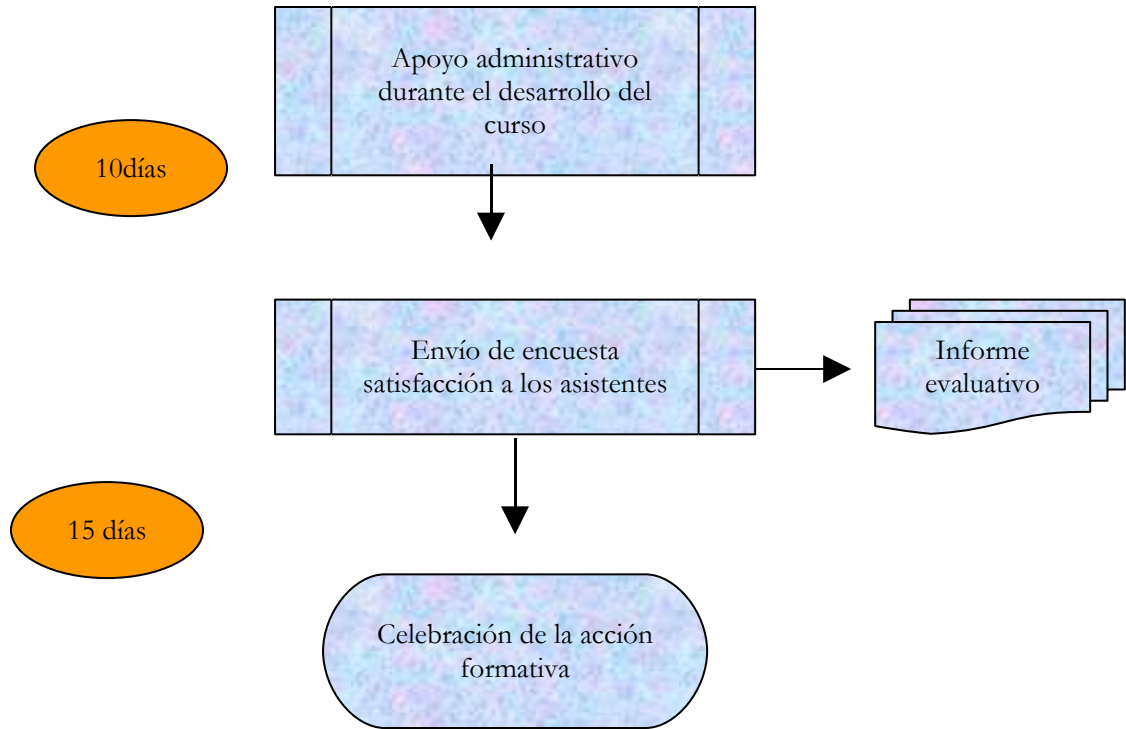 Apoyo administrativo
durante el desarrollo del
curso
10días
Envío de encuesta
satisfacción a los asistentes
Informe
evaluativo
15 días
Celebración de la acción
formativa